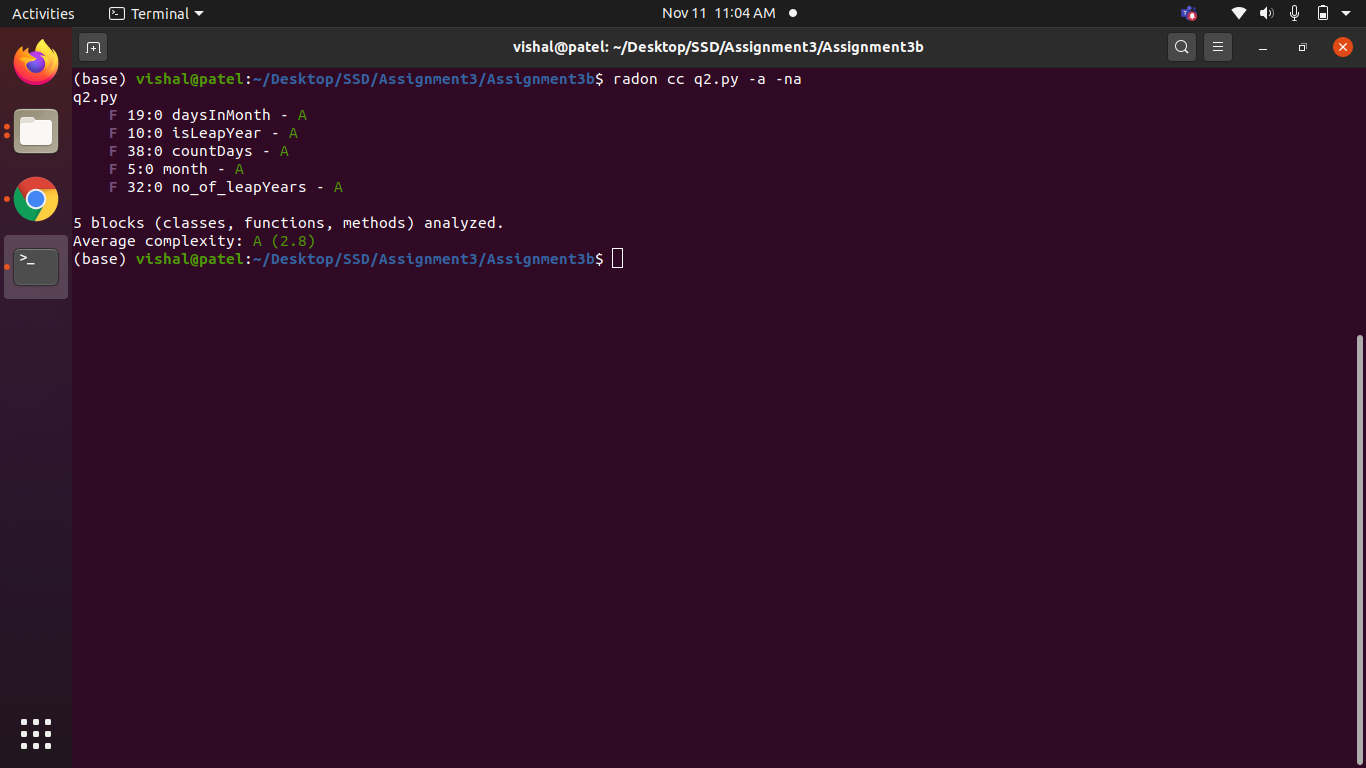 Activities Terminal Nov 11 11:04 AM
vishal@patel: ~/Desktop/SSD/Assignment3/Assignment3b
(base) vishal@patel:~/Desktop/SSD/Assignment3/Assignment3b$ radon cc q2.py -a -na
q2.py
    F 19:0 daysInMonth - A
    F 10:0 isLeapYear - A
    F 38:0 countDays - A
    F 5:0 month - A
    F 32:0 no_of_leapYears - A

5 blocks (classes, functions, methods) analyzed.
Average complexity: A (2.8)
(base) vishal@patel:~/Desktop/SSD/Assignment3/Assignment3b$